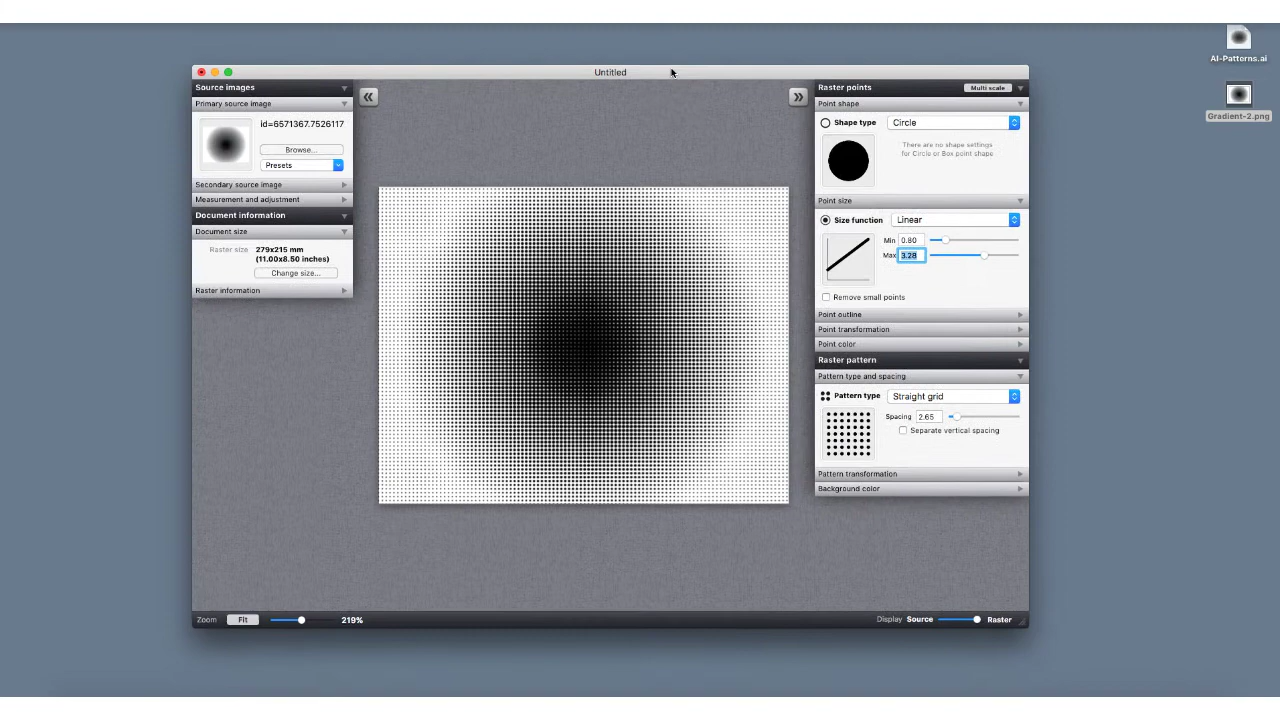 Untitled
AI-Patterns.ai
Gradient-2.png
Source images
Primary source image
id=6571367.7526117
Browse...
Presets
Secondary source image
Measurement and adjustment
Document information
Document size
Raster size 279x215 mm
(11.00x8.50 inches)
Change size...
Raster information
« »
Raster points Multi scale
Point shape
Shape type Circle
There are no shape settings
for Circle or Box point shape
Point size
Size function Linear
Min 0.80
Max 3.28
Remove small points
Point outline
Point transformation
Point color
Raster pattern
Pattern type and spacing
Pattern type Straight grid
Spacing 2.65
Separate vertical spacing
Pattern transformation
Background color
Zoom Fit 219%
Display Source Raster